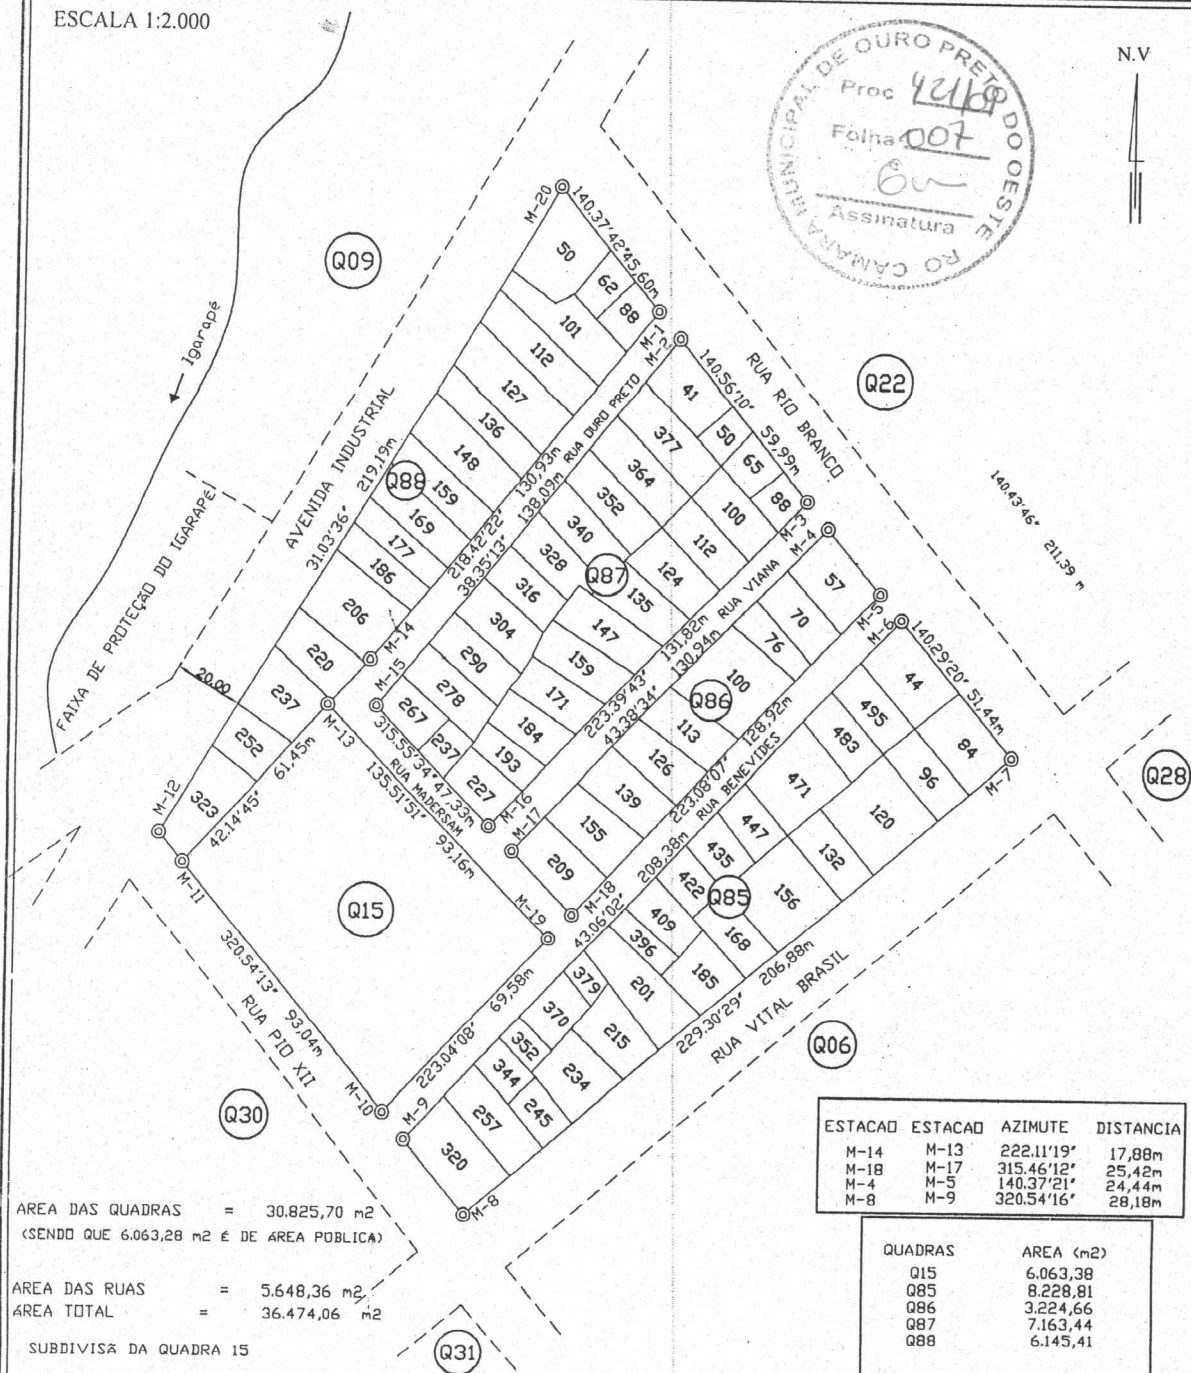 ESCALA 1:2.000
CAMARA MUNICIPAL DE OURO PRETO DO OESTE RO
Proc 421/09
Folha 007
Assinatura
N.V
Q09
Igarapé
FAIXA DE PROTEÇAO DO IGARAPÉ
20.00
AVENIDA INDUSTRIAL
31.03'36" 219,19m
M-20
140.37'42" 45,60m
M-1
M-2
50
62
88
101
112
127
136
148
Q88
159
169
177
186
206
220
237
252
323
218.42'22" 130,93m
38.35'13" 138.09m RUA OURO PRETO
140.56'10" 59,99m
RUA RIO BRANCO
Q22
140.43'46" 211.39 m
41
377
50
65
88
364
352
100
340
112
328
Q87
124
135
316
304
147
290
159
278
171
267
184
237
193
227
M-3
M-4
M-14
M-15
M-13
42.14'45" 61.45m
M-12
M-11
315.55'34" 47.33m
RUA MADERSAM
135.51'51" 93,16m
M-16
M-17
223.39'43" 131,82m RUA VIANA
43.38'34" 130,94m
57
70
76
100
Q86
113
126
139
155
209
M-5
M-6
140.29'20" 51.44m
M-7
223.08'07" 128.92m
RUA BENEVIDES
43.06'02" 208,38m
M-18
M-19
44
495
84
483
96
471
120
447
132
435
422
Q85
156
409
168
396
185
379
201
370
215
352
234
344
245
257
320
Q28
Q15
320.54'13" 93,04m
RUA PIO XII
223.04'08" 69,58m
M-10
M-9
M-8
229.30'29" 206,88m
RUA VITAL BRASIL
Q06
Q30
Q31
ESTACAO ESTACAO AZIMUTE DISTANCIA
M-14 M-13 222.11'19" 17,88m
M-18 M-17 315.46'12" 25,42m
M-4 M-5 140.37'21" 24,44m
M-8 M-9 320.54'16" 28,18m
QUADRAS AREA (m2)
Q15 6.063,38
Q85 8.228,81
Q86 3.224,66
Q87 7.163,44
Q88 6.145,41
AREA DAS QUADRAS = 30.825,70 m2
(SENDO QUE 6.063,28 m2 É DE ÁREA PUBLICA)
AREA DAS RUAS = 5.648,36 m2
ÁREA TOTAL = 36.474,06 m2
SUBDIVISÃ DA QUADRA 15